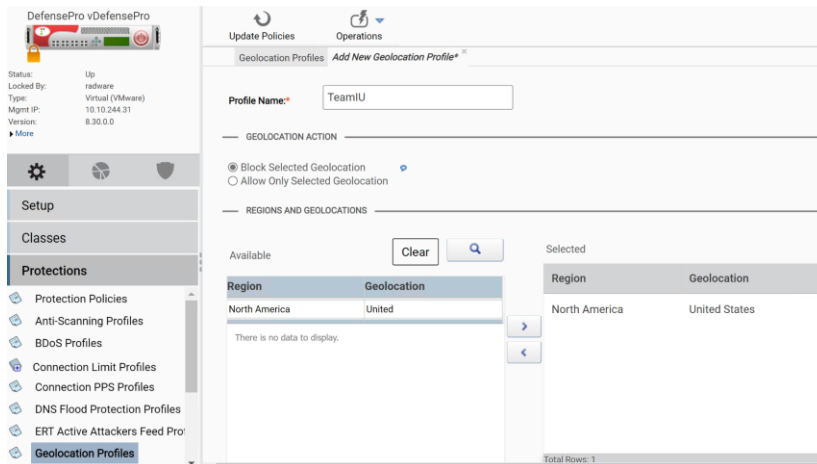 DefensePro vDefensePro
Status: Up
Locked By: radware
Type: Virtual (VMware)
Mgmt IP: 10.10.244.31
Version: 8.30.0.0
More
Setup
Classes
Protections
Protection Policies
Anti-Scanning Profiles
BDoS Profiles
Connection Limit Profiles
Connection PPS Profiles
DNS Flood Protection Profiles
ERT Active Attackers Feed Pro
Geolocation Profiles
Update Policies Operations
Geolocation Profiles Add New Geolocation Profile*
Profile Name:* TeamIU
GEOLOCATION ACTION
Block Selected Geolocation
Allow Only Selected Geolocation
REGIONS AND GEOLOCATIONS
Available Clear
Region Geolocation
North America United
There is no data to display.
Selected
Region Geolocation
North America United States
Total Rows: 1